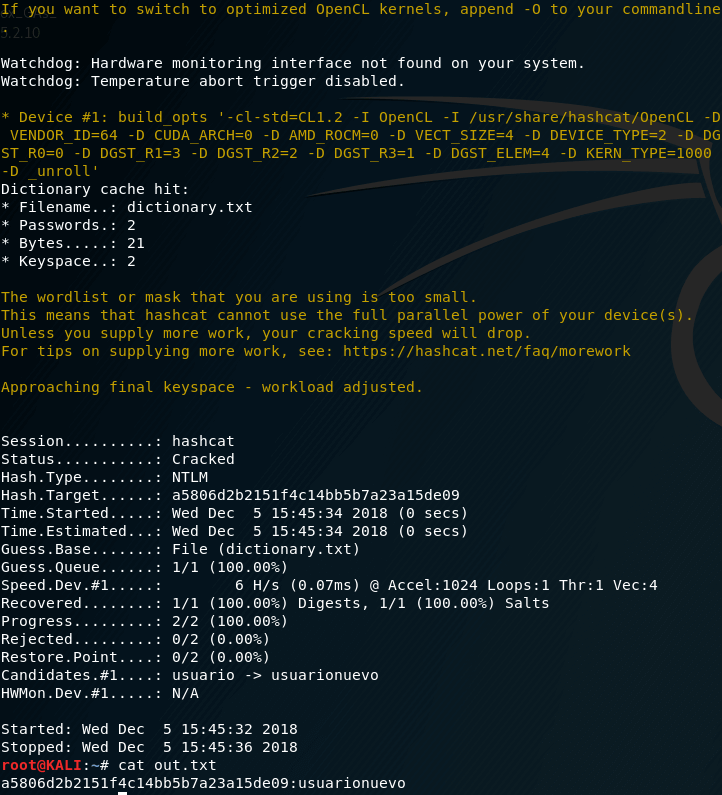 If you want to switch to optimized OpenCL kernels, append -O to your commandline
.
5.2.10
Watchdog: Hardware monitoring interface not found on your system.
Watchdog: Temperature abort trigger disabled.
* Device #1: build_opts '-cl-std=CL1.2 -I OpenCL -I /usr/share/hashcat/OpenCL -D
 VENDOR_ID=64 -D CUDA_ARCH=0 -D AMD_ROCM=0 -D VECT_SIZE=4 -D DEVICE_TYPE=2 -D DG
ST_R0=0 -D DGST_R1=3 -D DGST_R2=2 -D DGST_R3=1 -D DGST_ELEM=4 -D KERN_TYPE=1000
-D _unroll'
Dictionary cache hit:
* Filename..: dictionary.txt
* Passwords.: 2
* Bytes.....: 21
* Keyspace..: 2
The wordlist or mask that you are using is too small.
This means that hashcat cannot use the full parallel power of your device(s).
Unless you supply more work, your cracking speed will drop.
For tips on supplying more work, see: https://hashcat.net/faq/morework
Approaching final keyspace - workload adjusted.
Session..........: hashcat
Status...........: Cracked
Hash.Type........: NTLM
Hash.Target......: a5806d2b2151f4c14bb5b7a23a15de09
Time.Started.....: Wed Dec  5 15:45:34 2018 (0 secs)
Time.Estimated...: Wed Dec  5 15:45:34 2018 (0 secs)
Guess.Base.......: File (dictionary.txt)
Guess.Queue......: 1/1 (100.00%)
Speed.Dev.#1.....:        6 H/s (0.07ms) @ Accel:1024 Loops:1 Thr:1 Vec:4
Recovered........: 1/1 (100.00%) Digests, 1/1 (100.00%) Salts
Progress.........: 2/2 (100.00%)
Rejected.........: 0/2 (0.00%)
Restore.Point....: 0/2 (0.00%)
Candidates.#1....: usuario -> usuarionuevo
HWMon.Dev.#1.....: N/A
Started: Wed Dec  5 15:45:32 2018
Stopped: Wed Dec  5 15:45:36 2018
root@KALI:~# cat out.txt
a5806d2b2151f4c14bb5b7a23a15de09:usuarionuevo